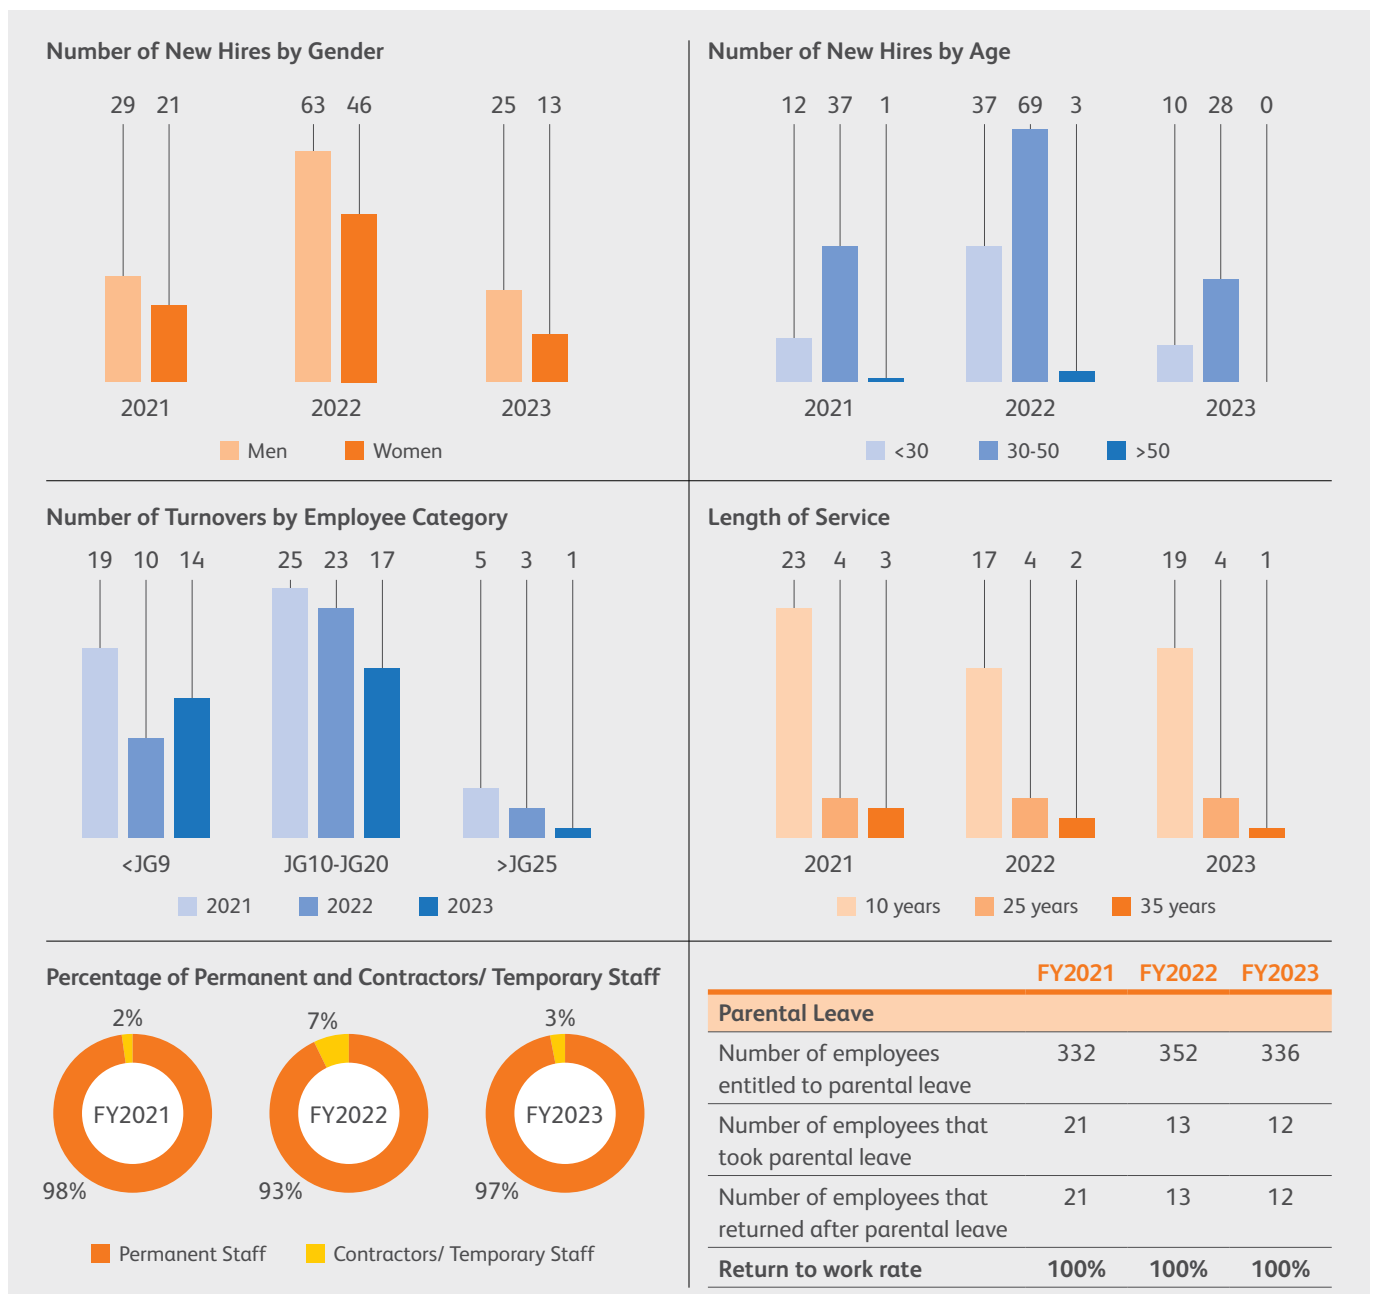 Number of New Hires by Gender
29 21 63 46 25 13
2021 2022 2023
Men Women
Number of New Hires by Age
12 37 1 37 69 3 10 28 0
2021 2022 2023
<30 30-50 >50
Number of Turnovers by Employee Category
19 10 14 25 23 17 5 3 1
<JG9 JG10-JG20 >JG25
2021 2022 2023
Length of Service
23 4 3 17 4 2 19 4 1
2021 2022 2023
10 years 25 years 35 years
Percentage of Permanent and Contractors/ Temporary Staff
2% 7% 3%
FY2021 FY2022 FY2023
98% 93% 97%
Permanent Staff Contractors/ Temporary Staff
FY2021 FY2022 FY2023
Parental Leave
Number of employees 332 352 336
entitled to parental leave
Number of employees that 21 13 12
took parental leave
Number of employees that 21 13 12
returned after parental leave
Return to work rate 100% 100% 100%